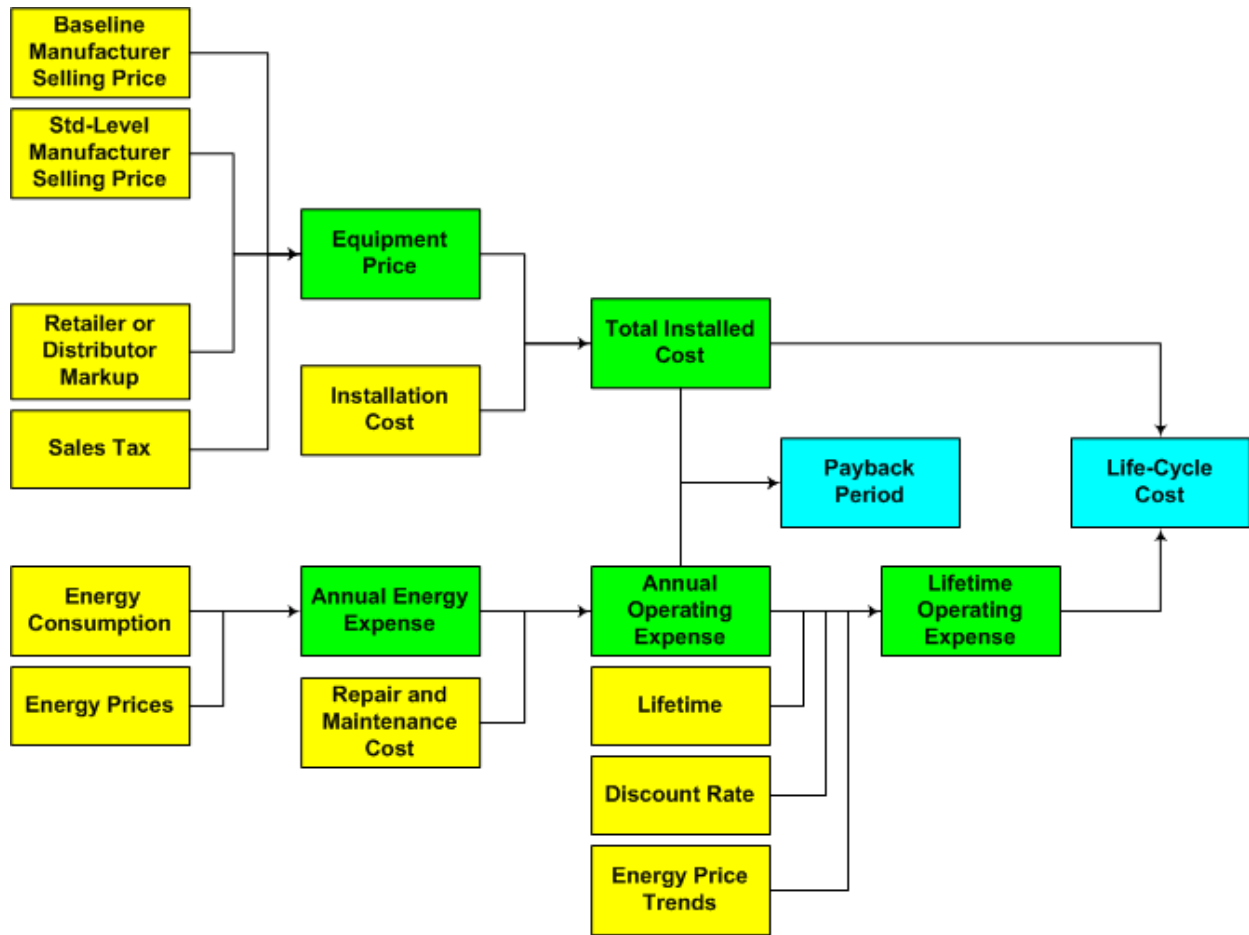 Baseline
Manufacturer
Selling Price
Std-Level
Manufacturer
Selling Price
Equipment
Price
Retailer or
Distributor
Markup
Total Installed
Cost
Installation
Cost
Sales Tax
Payback
Period
Life-Cycle
Cost
Energy
Consumption
Annual Energy
Expense
Annual
Operating
Expense
Lifetime
Operating
Expense
Energy Prices
Repair and
Maintenance
Cost
Lifetime
Discount Rate
Energy Price
Trends